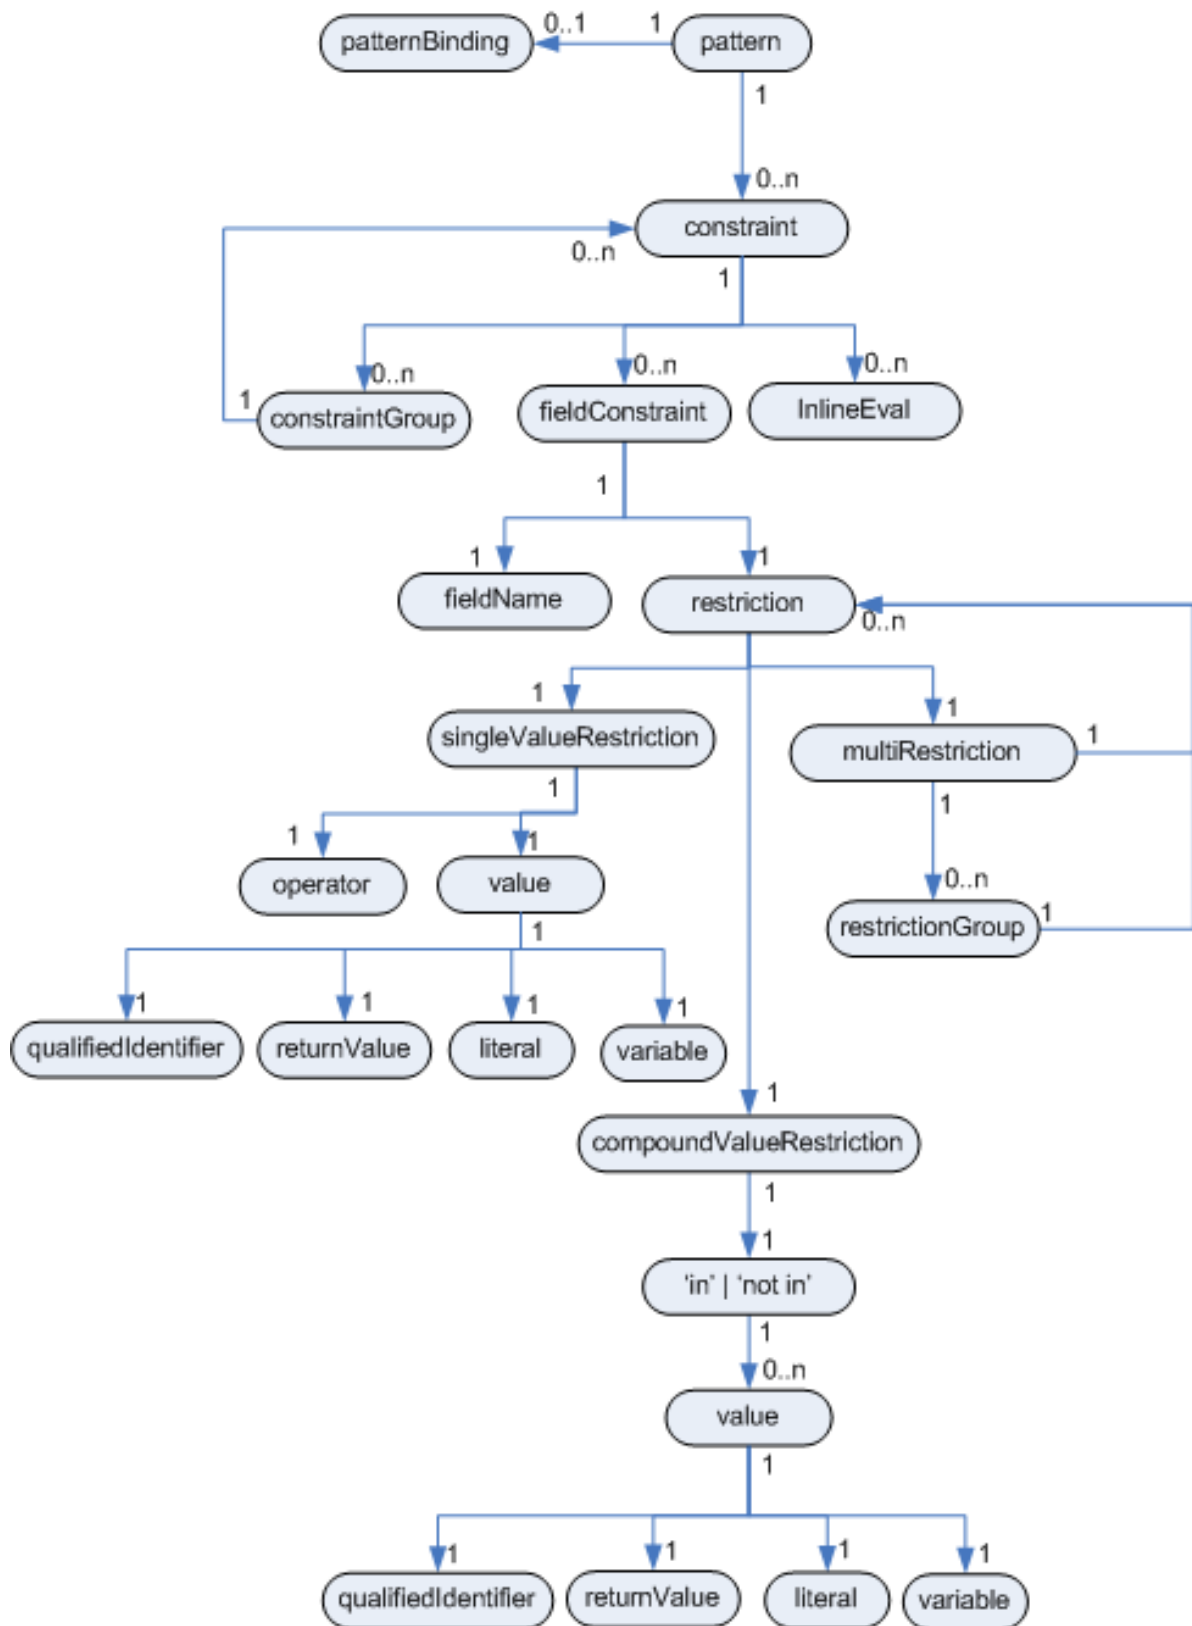 patternBinding 0..1 1 pattern
1
0..n
constraint
0..n 1
0..n 0..n 0..n
1 constraintGroup fieldConstraint InlineEval
1
1 1
fieldName restriction
0..n
1 1
singleValueRestriction multiRestriction 1
1 1
1 1
operator value 0..n
restrictionGroup 1
1
1 1 1 1
qualifiedIdentifier returnValue literal variable
1
compoundValueRestriction
1
1
'in' | 'not in'
1
0..n
value
1
1 1 1 1
qualifiedIdentifier returnValue literal variable